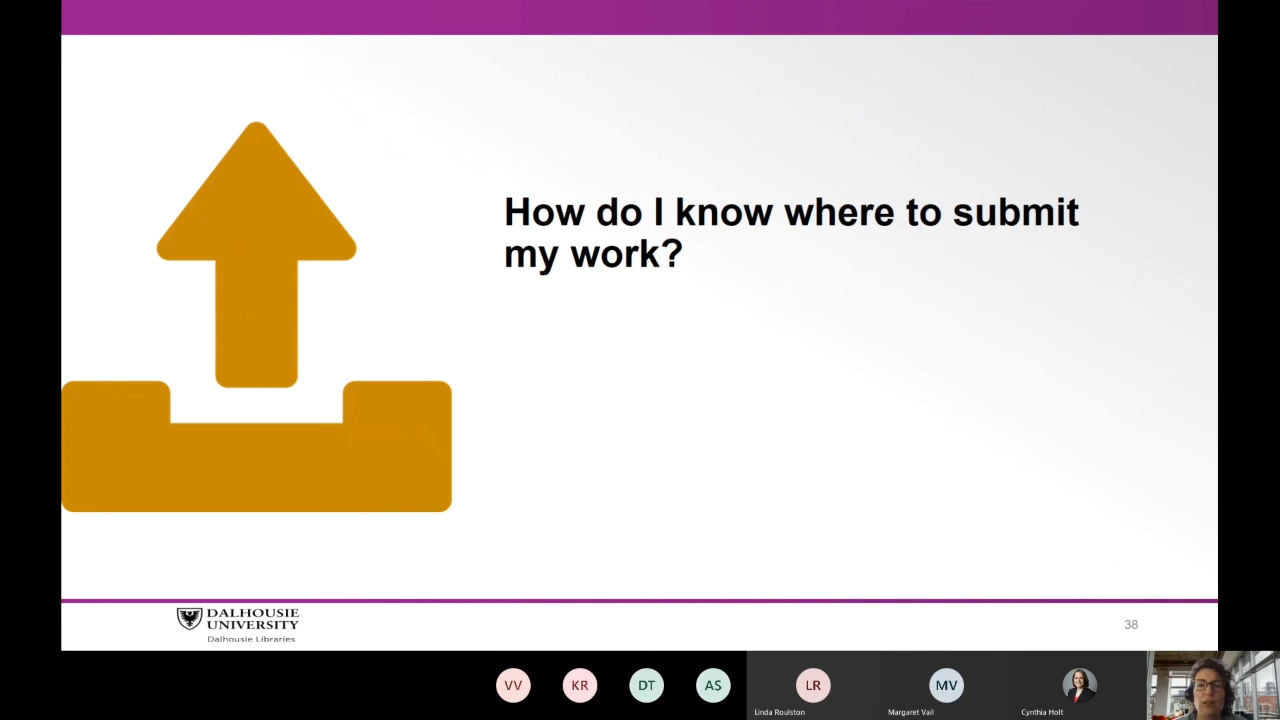 How do I know where to submit
my work?
DALHOUSIE
UNIVERSITY
Dalhousie Libraries
38
VV
KR
DT
AS
LR
MV
Linda Roulston
Margaret Vail
Cynthia Holt